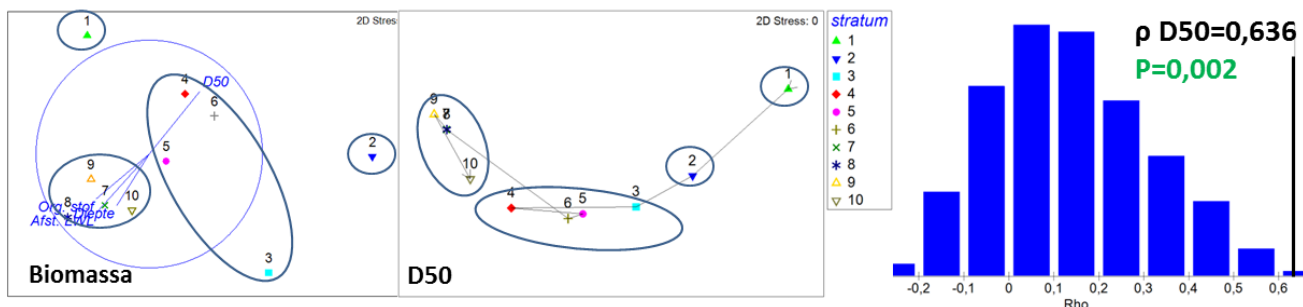 2D Stress:
1
4
D50
6
2
5
9
7
10
8
Org. stof
Diepte
Afst. EWL
3
Biomassa
2D Stress: 0
1
9
8
2
10
4
5
3
6
D50
stratum
1
2
3
4
5
6
7
8
9
10
ρ D50=0,636
P=0,002
-0,2 -0,1 0 0,1 0,2 0,3 0,4 0,5 0,6
Rho